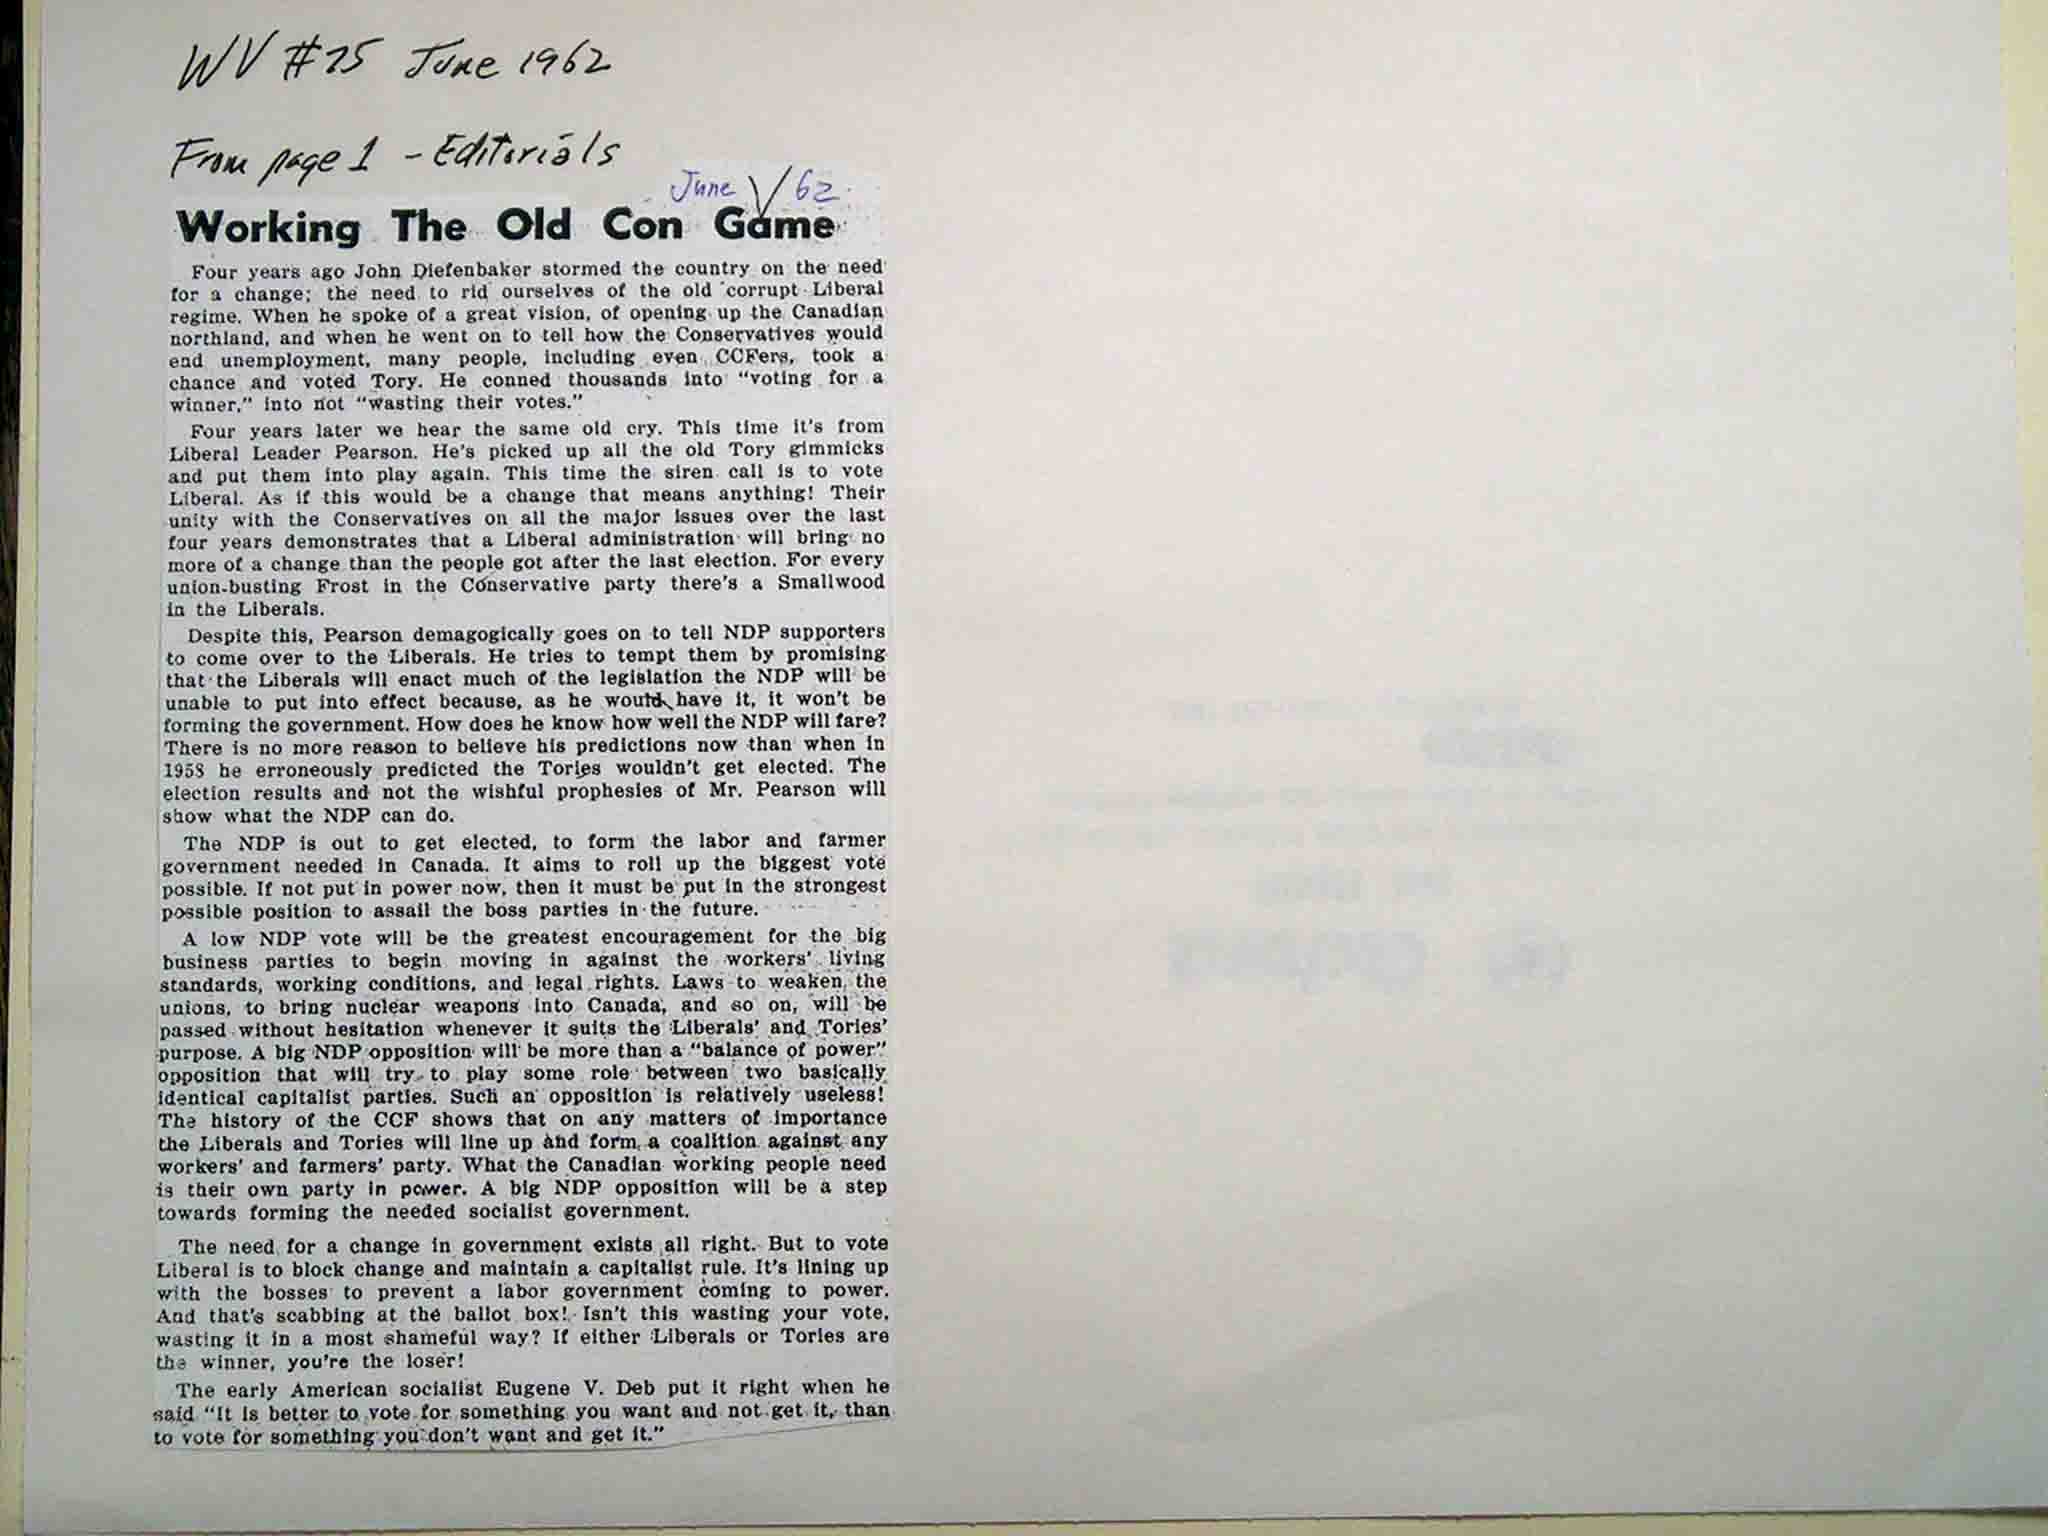 WV #75 June 1962
From page 1 - Editorials
June V/62
Working The Old Con Game
Four years ago John Diefenbaker stormed the country on the need
for a change; the need to rid ourselves of the old corrupt Liberal
regime. When he spoke of a great vision, of opening up the Canadian
northland, and when he went on to tell how the Conservatives would
end unemployment, many people, including even CCFers, took a
chance and voted Tory. He conned thousands into "voting for a
winner," into not "wasting their votes."
Four years later we hear the same old cry. This time it's from
Liberal Leader Pearson. He's picked up all the old Tory gimmicks
and put them into play again. This time the siren call is to vote
Liberal. As if this would be a change that means anything! Their
unity with the Conservatives on all the major issues over the last
four years demonstrates that a Liberal administration will bring no
more of a change than the people got after the last election. For every
union-busting Frost in the Conservative party there's a Smallwood
in the Liberals.
Despite this, Pearson demagogically goes on to tell NDP supporters
to come over to the Liberals. He tries to tempt them by promising
that the Liberals will enact much of the legislation the NDP will be
unable to put into effect because, as he would have it, it won't be
forming the government. How does he know how well the NDP will fare?
There is no more reason to believe his predictions now than when in
1958 he erroneously predicted the Tories wouldn't get elected. The
election results and not the wishful prophesies of Mr. Pearson will
show what the NDP can do.
The NDP is out to get elected, to form the labor and farmer
government needed in Canada. It aims to roll up the biggest vote
possible. If not put in power now, then it must be put in the strongest
possible position to assail the boss parties in the future.
A low NDP vote will be the greatest encouragement for the big
business parties to begin moving in against the workers' living
standards, working conditions, and legal rights. Laws to weaken the
unions, to bring nuclear weapons into Canada, and so on, will be
passed without hesitation whenever it suits the Liberals' and Tories'
purpose. A big NDP opposition will be more than a "balance of power"
opposition that will try to play some role between two basically
identical capitalist parties. Such an opposition is relatively useless!
The history of the CCF shows that on any matters of importance
the Liberals and Tories will line up and form a coalition against any
workers' and farmers' party. What the Canadian working people need
is their own party in power. A big NDP opposition will be a step
towards forming the needed socialist government.
The need for a change in government exists all right. But to vote
Liberal is to block change and maintain a capitalist rule. It's lining up
with the bosses to prevent a labor government coming to power.
And that's scabbing at the ballot box! Isn't this wasting your vote,
wasting it in a most shameful way? If either Liberals or Tories are
the winner, you're the loser!
The early American socialist Eugene V. Deb put it right when he
said "It is better to vote for something you want and not get it, than
to vote for something you don't want and get it."